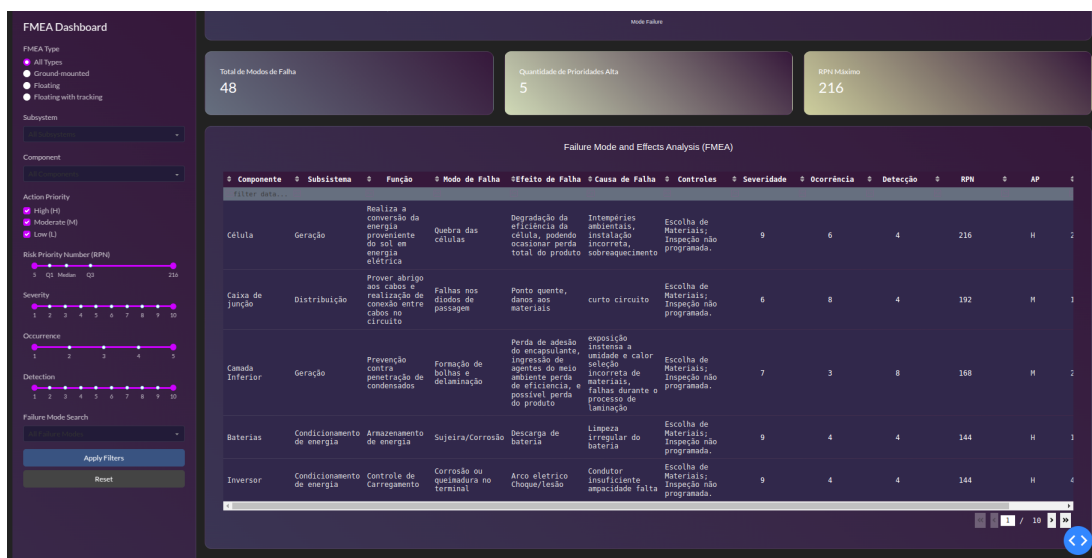 FMEA Dashboard
FMEA Type
All Types
Ground-mounted
Floating
Floating with tracking
Subsystem
All Subsystems
Component
All Components
Action Priority
High (H)
Moderate (M)
Low (L)
Risk Priority Number (RPN)
5 Q1 Median Q3 216
Severity
1 2 3 4 5 6 7 8 9 10
Occurrence
1 2 3 4 5
Detection
1 2 3 4 5 6 7 8 9 10
Failure Mode Search
All Failure Modes
Apply Filters
Reset
Mode Failure
Total de Modos de Falha
48
Quantidade de Prioridades Alta
5
RPN Máximo
216
Failure Mode and Effects Analysis (FMEA)
Componente Subsistema Função Modo de Falha Efeito de Falha Causa de Falha Controles Severidade Ocorrência Detecção RPN AP
filter data...
Célula
Geração
Realiza a
conversão da
energia
proveniente
do sol em
energia
elétrica
Quebra das
células
Degradação da
eficiência da
célula, podendo
ocasionar perda
total do produto
Intempéries
ambientais,
instalação
incorreta,
sobreaquecimento
Escolha de
Materiais;
Inspeção não
programada.
9 6 4 216 H 2
Caixa de
junção
Distribuição
Prover abrigo
aos cabos e
realização de
conexão entre
cabos no
circuito
Falhas nos
diodos de
passagem
Ponto quente,
danos aos
materiais
curto circuito
Escolha de
Materiais;
Inspeção não
programada.
6 8 4 192 M 1
Camada
Inferior
Geração
Prevenção
contra
penetração de
condensados
Formação de
bolhas e
delaminação
Perda de adesão
do encapsulante,
ingressão de
agentes do meio
ambiente perda
de eficiencia, e
possível perda
do produto
exposição
instensa a
umidade e calor
seleção
incorreta de
materiais,
falhas durante o
processo de
laminação
Escolha de
Materiais;
Inspeção não
programada.
7 3 8 168 M 2
Baterias
Condicionamento
de energia
Armazenamento
de energia
Sujeira/Corrosão
Descarga de
bateria
Limpeza
irregular do
bateria
Escolha de
Materiais;
Inspeção não
programada.
9 4 4 144 H 1
Inversor
Condicionamento
de energia
Controle de
Carregamento
Corrosão ou
queimadura no
terminal
Arco eletrico
Choque/lesão
Condutor
insuficiente
ampacidade falta
Escolha de
Materiais;
Inspeção não
programada.
9 4 4 144 H 4
1 / 10